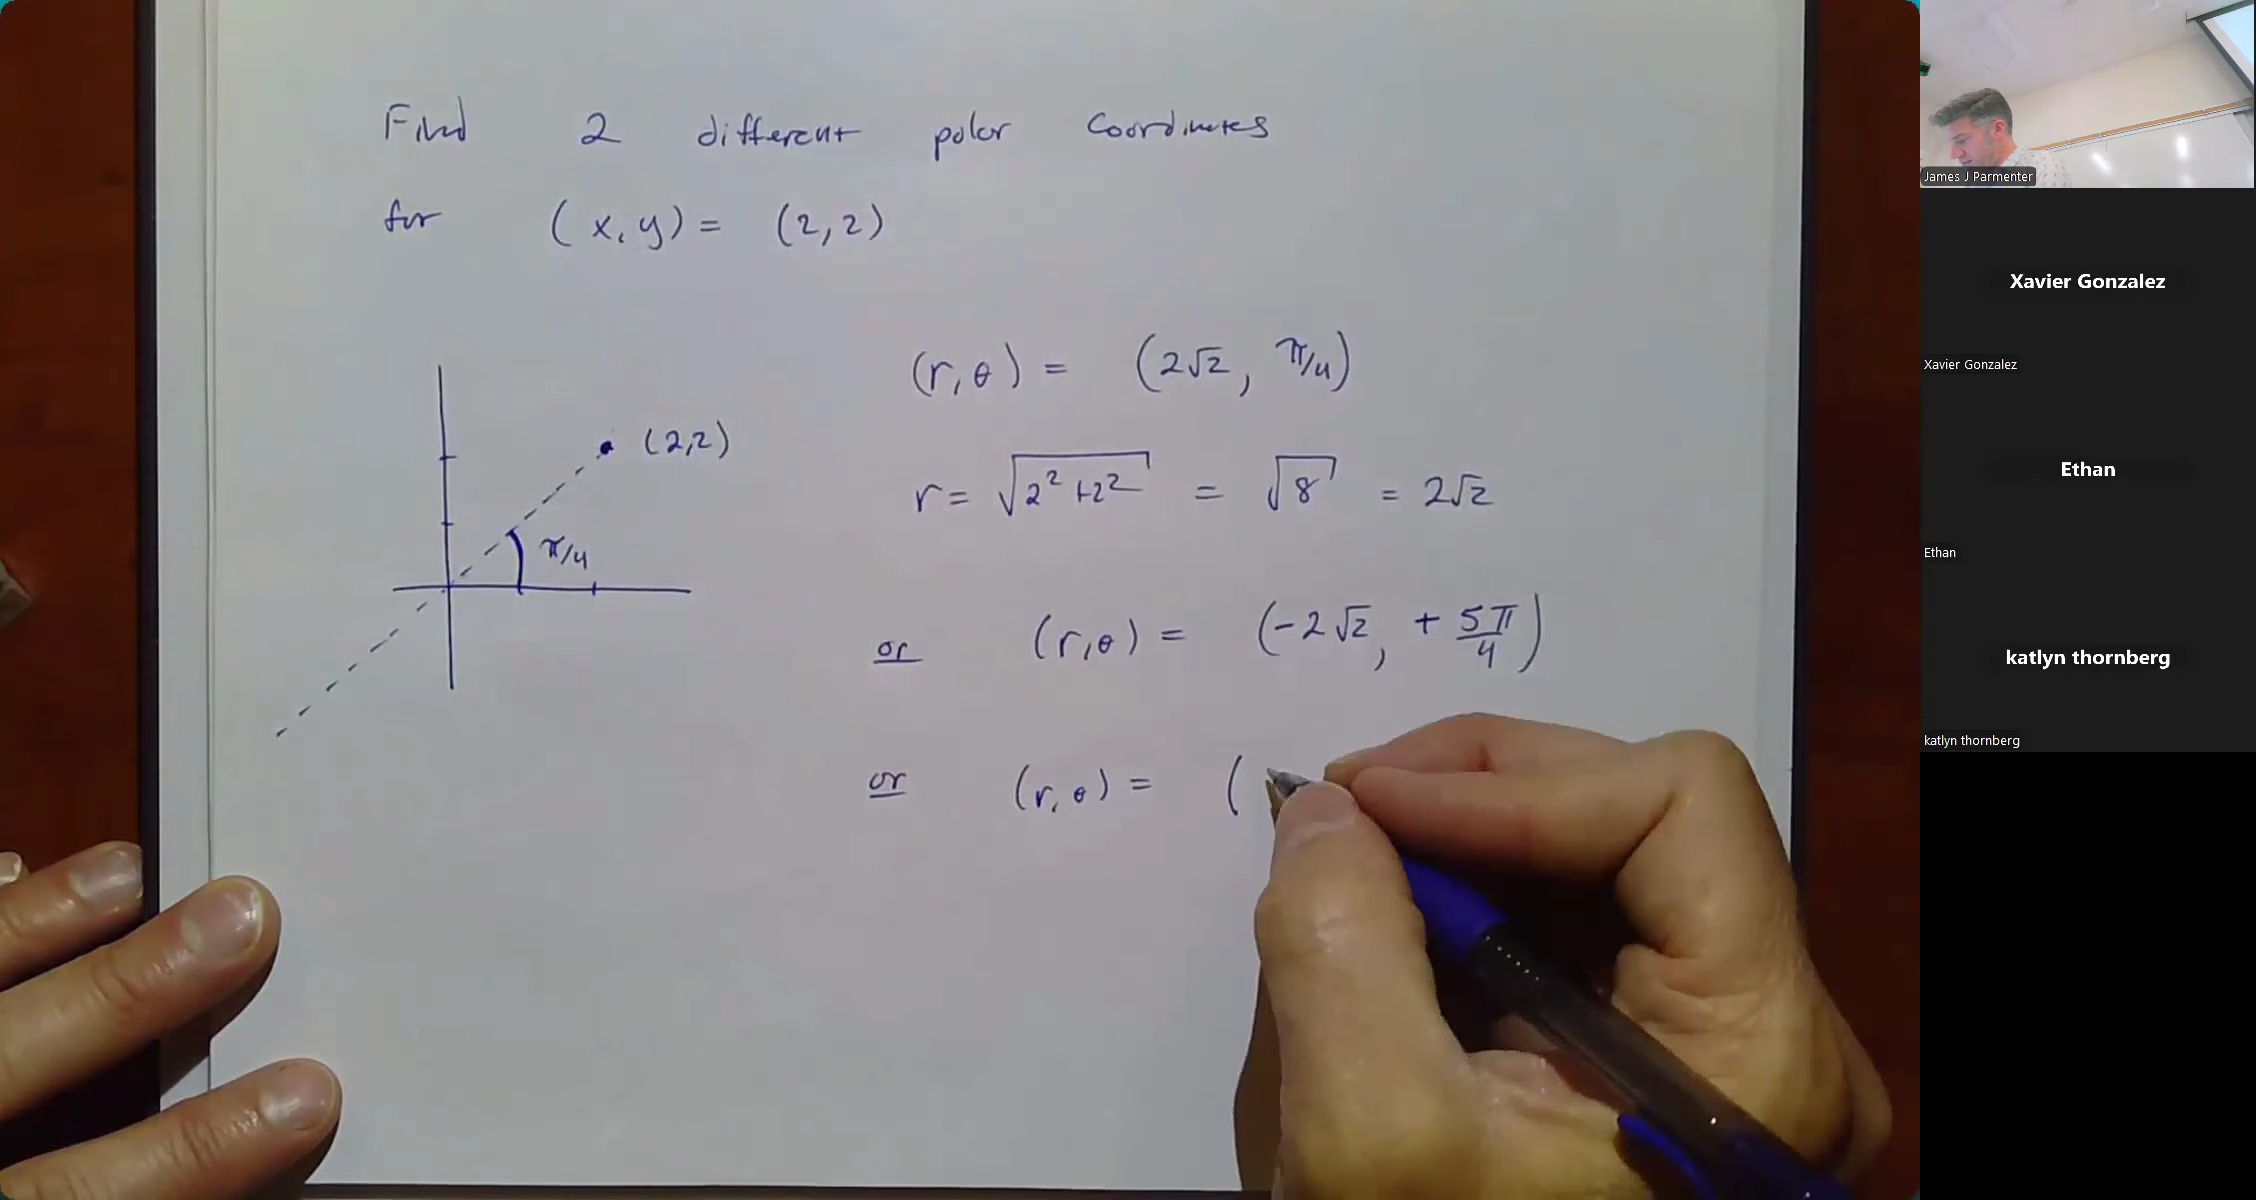 Find 2 different polar coordinates
for (x, y) = (2, 2)
(r, θ) = (2√2, π/4)
(2,2)
r = √(2² + 2²) = √8 = 2√2
π/4
or (r, θ) = (-2√2, + 5π/4)
or (r, θ) = (
James J Parmenter
Xavier Gonzalez
Xavier Gonzalez
Ethan
Ethan
katlyn thornberg
katlyn thornberg